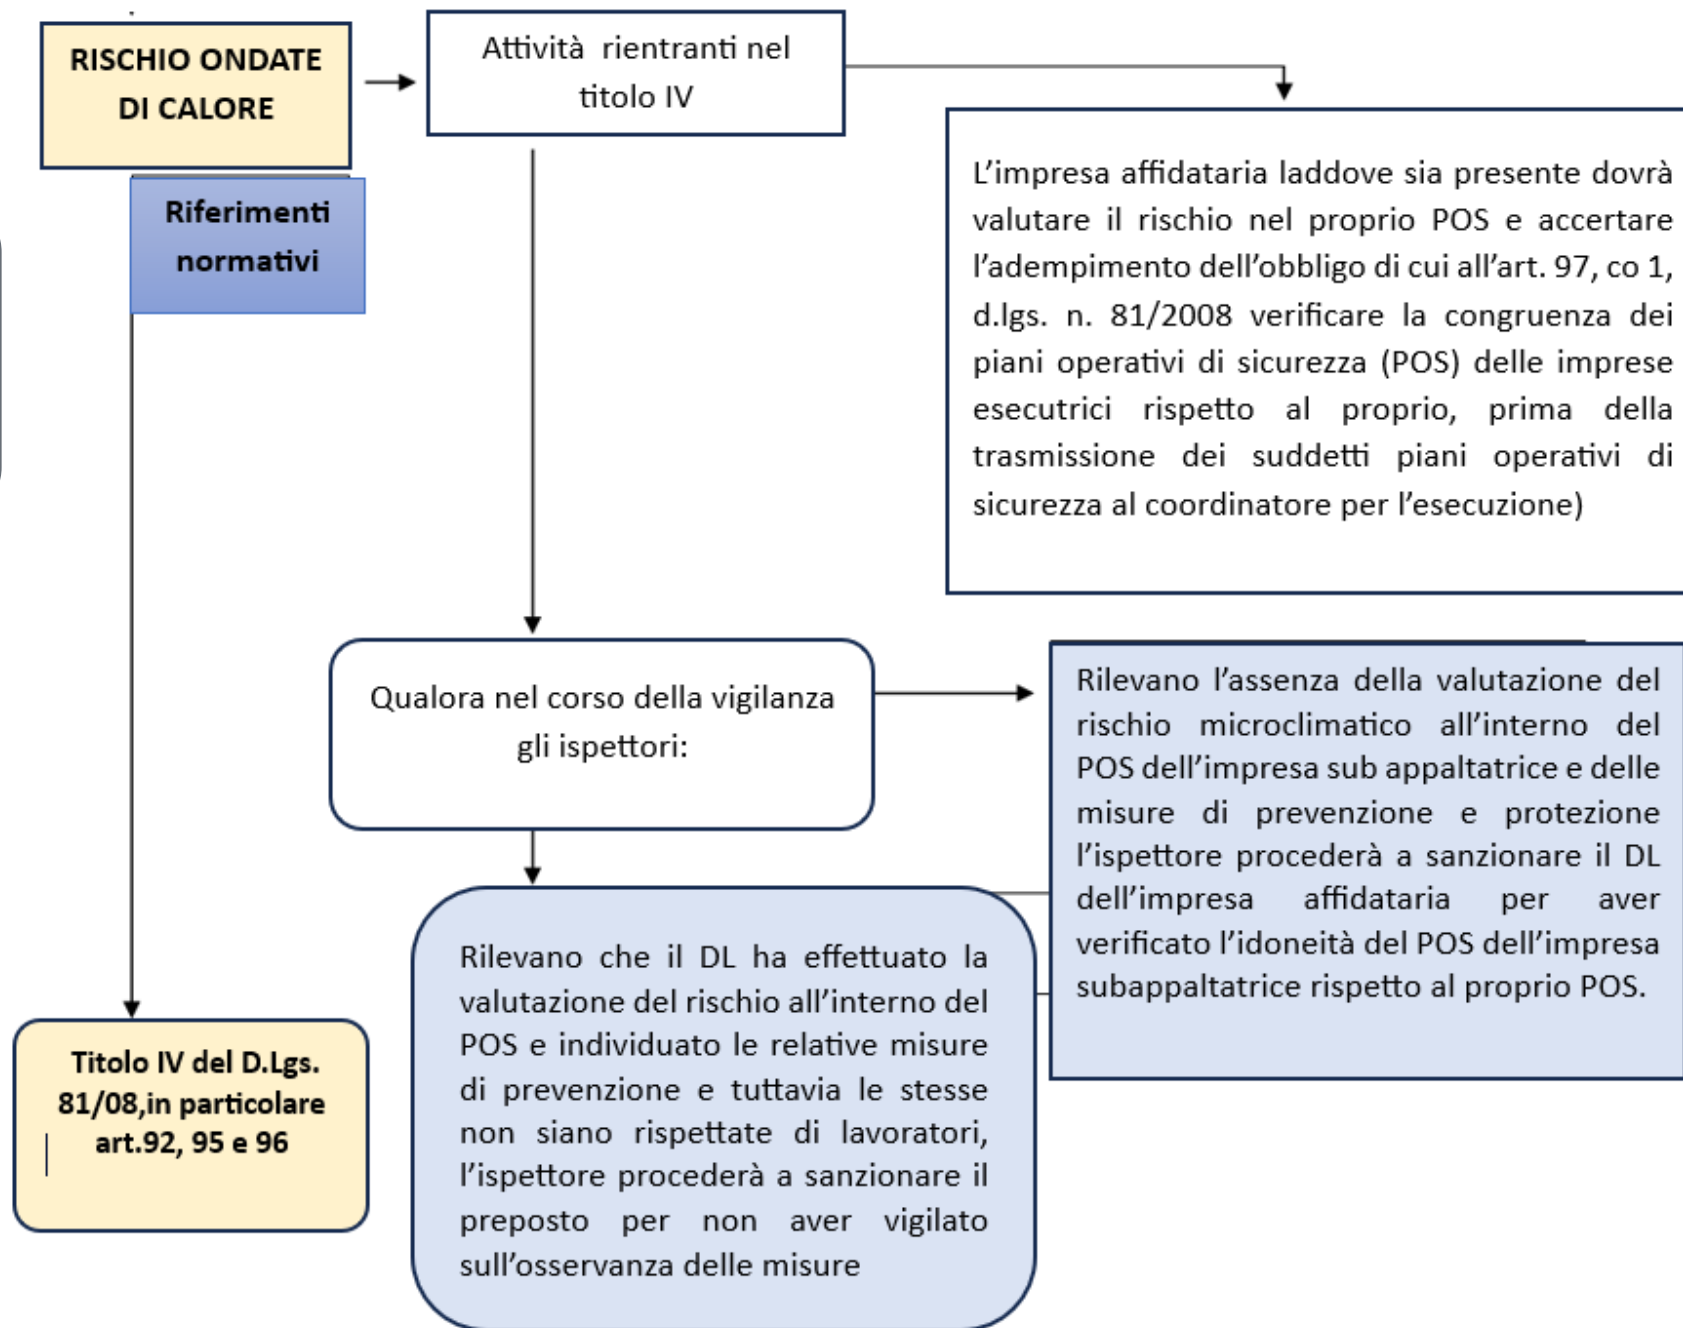 RISCHIO ONDATE
DI CALORE
Attività rientranti nel
titolo IV
Riferimenti
normativi
L'impresa affidataria laddove sia presente dovrà
valutare il rischio nel proprio POS e accertare
l'adempimento dell'obbligo di cui all'art. 97, co 1,
d.lgs. n. 81/2008 verificare la congruenza dei
piani operativi di sicurezza (POS) delle imprese
esecutrici rispetto al proprio, prima della
trasmissione dei suddetti piani operativi di
sicurezza al coordinatore per l'esecuzione)
Qualora nel corso della vigilanza
gli ispettori:
Rilevano l'assenza della valutazione del
rischio microclimatico all'interno del
POS dell'impresa sub appaltatrice e delle
misure di prevenzione e protezione
l'ispettore procederà a sanzionare il DL
dell'impresa affidataria per aver
verificato l'idoneità del POS dell'impresa
subappaltatrice rispetto al proprio POS.
Rilevano che il DL ha effettuato la
valutazione del rischio all'interno del
POS e individuato le relative misure
di prevenzione e tuttavia le stesse
non siano rispettate di lavoratori,
l'ispettore procederà a sanzionare il
preposto per non aver vigilato
sull'osservanza delle misure
Titolo IV del D.Lgs.
81/08,in particolare
art.92, 95 e 96